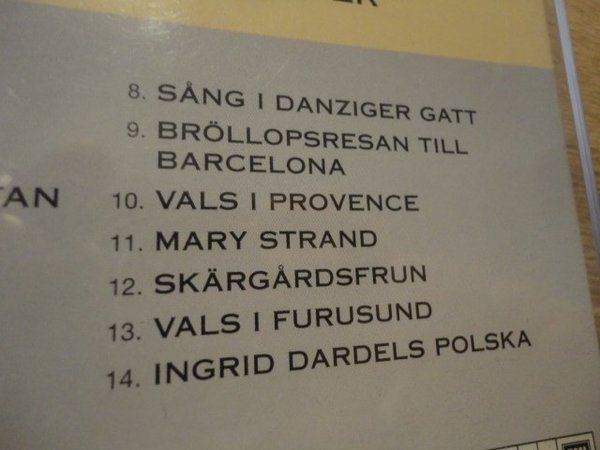 ER
8. SÅNG I DANZIGER GATT
9. BRÖLLOPSRESAN TILL
BARCELONA
TAN
10. VALS I PROVENCE
11. MARY STRAND
12. SKÄRGÅRDSFRUN
13. VALS I FURUSUND
14. INGRID DARDELS POLSKA